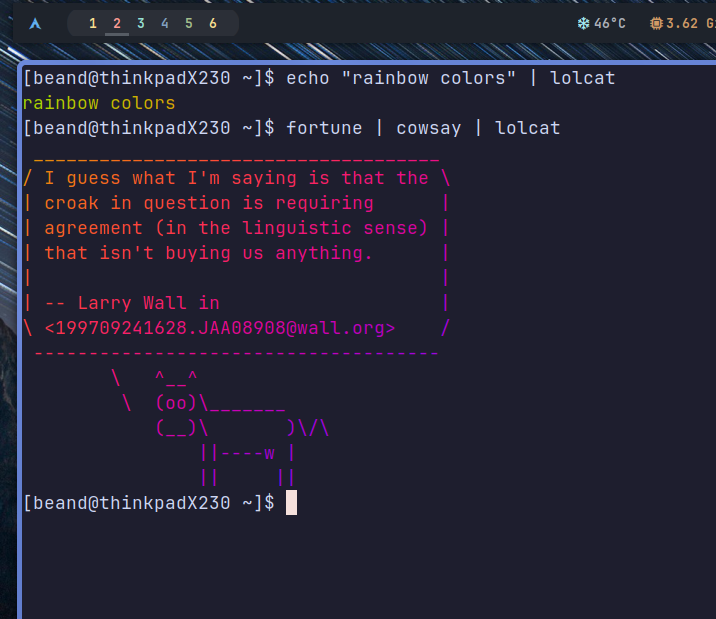 1 2 3 4 5 6 46°C 3.62
[beand@thinkpadX230 ~]$ echo "rainbow colors" | lolcat
rainbow colors
[beand@thinkpadX230 ~]$ fortune | cowsay | lolcat
 _____________________________________
/ I guess what I'm saying is that the \
| croak in question is requiring      |
| agreement (in the linguistic sense) |
| that isn't buying us anything.      |
|                                     |
| -- Larry Wall in                    |
\ <199709241628.JAA08908@wall.org>    /
 -------------------------------------
        \   ^__^
         \  (oo)\_______
            (__)\       )\/\
                ||----w |
                ||     ||
[beand@thinkpadX230 ~]$